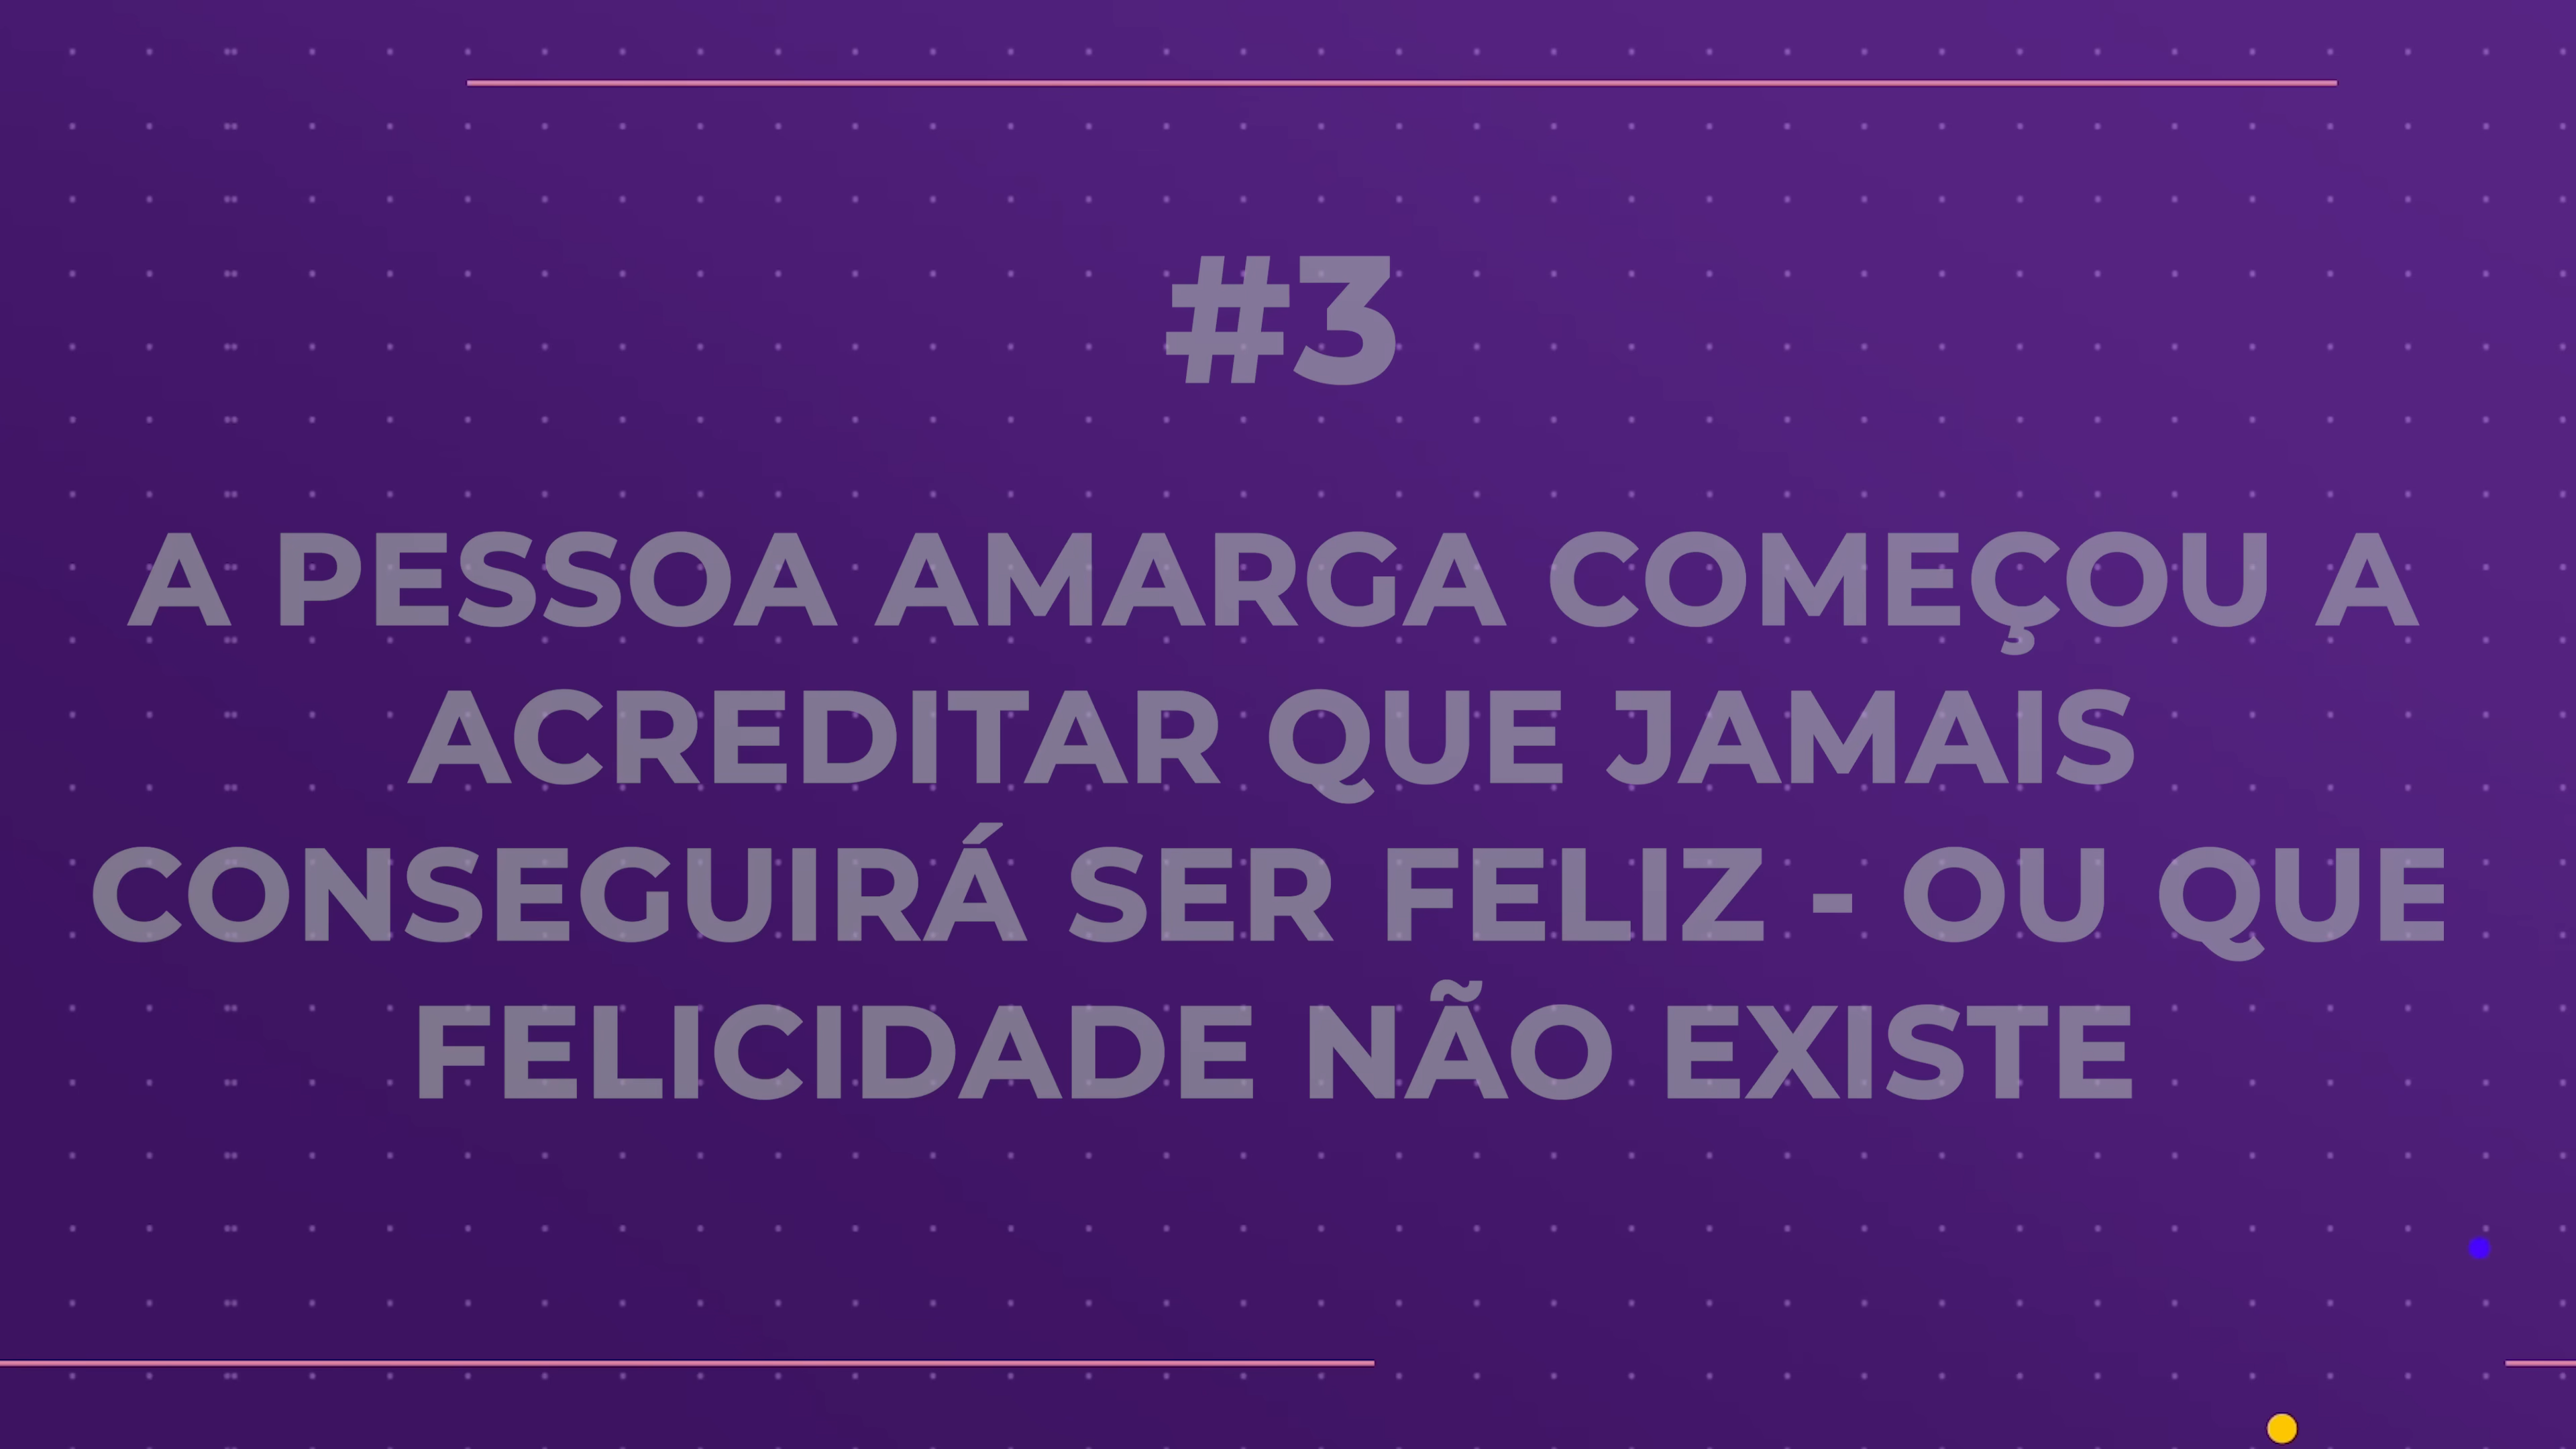 #3
A PESSOA AMARGA COMEÇOU A
ACREDITAR QUE JAMAIS
CONSEGUIRÁ SER FELIZ - OU QUE
FELICIDADE NÃO EXISTE